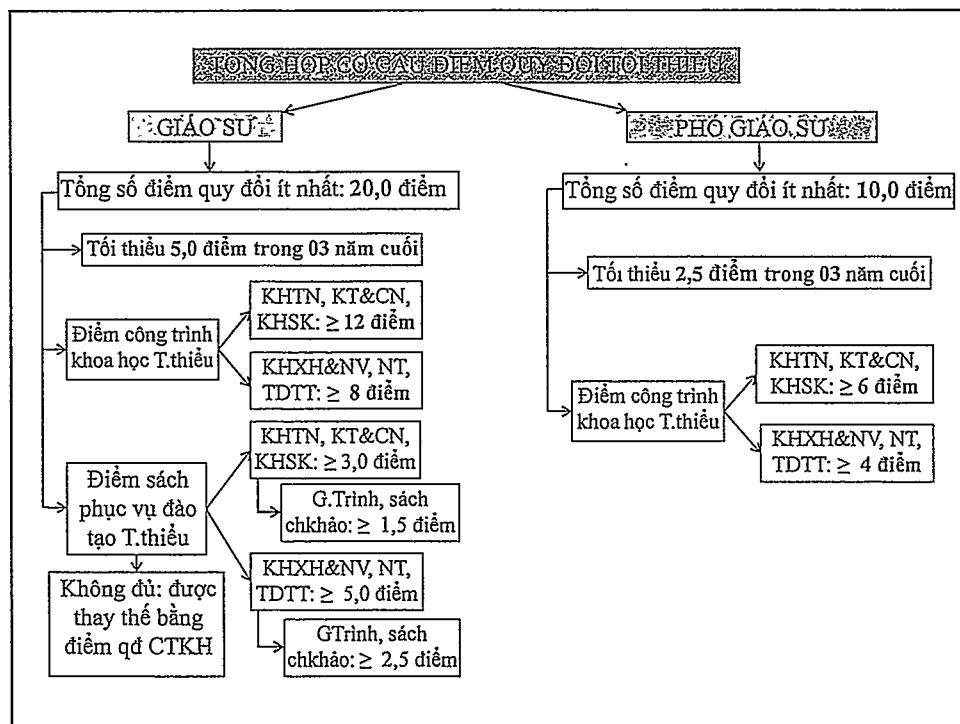 TỔNG HỢP CƠ CẤU ĐIỂM QUY ĐỔI TỐI THIỂU
GIÁO SƯ
Tổng số điểm quy đổi ít nhất: 20,0 điểm
Tối thiểu 5,0 điểm trong 03 năm cuối
Điểm công trình
khoa học T.thiểu
KHTN, KT&CN,
KHSK: ≥ 12 điểm
KHXH&NV, NT,
TDTT: ≥ 8 điểm
Điểm sách
phục vụ đào
tạo T.thiểu
KHTN, KT&CN,
KHSK: ≥ 3,0 điểm
G.Trình, sách
chkhảo: ≥ 1,5 điểm
KHXH&NV, NT,
TDTT: ≥ 5,0 điểm
GTrình, sách
chkhảo: ≥ 2,5 điểm
Không đủ: được
thay thế bằng
điểm qđ CTKH
PHÓ GIÁO SƯ
Tổng số điểm quy đổi ít nhất: 10,0 điểm
Tối thiểu 2,5 điểm trong 03 năm cuối
Điểm công trình
khoa học T.thiểu
KHTN, KT&CN,
KHSK: ≥ 6 điểm
KHXH&NV, NT,
TDTT: ≥ 4 điểm